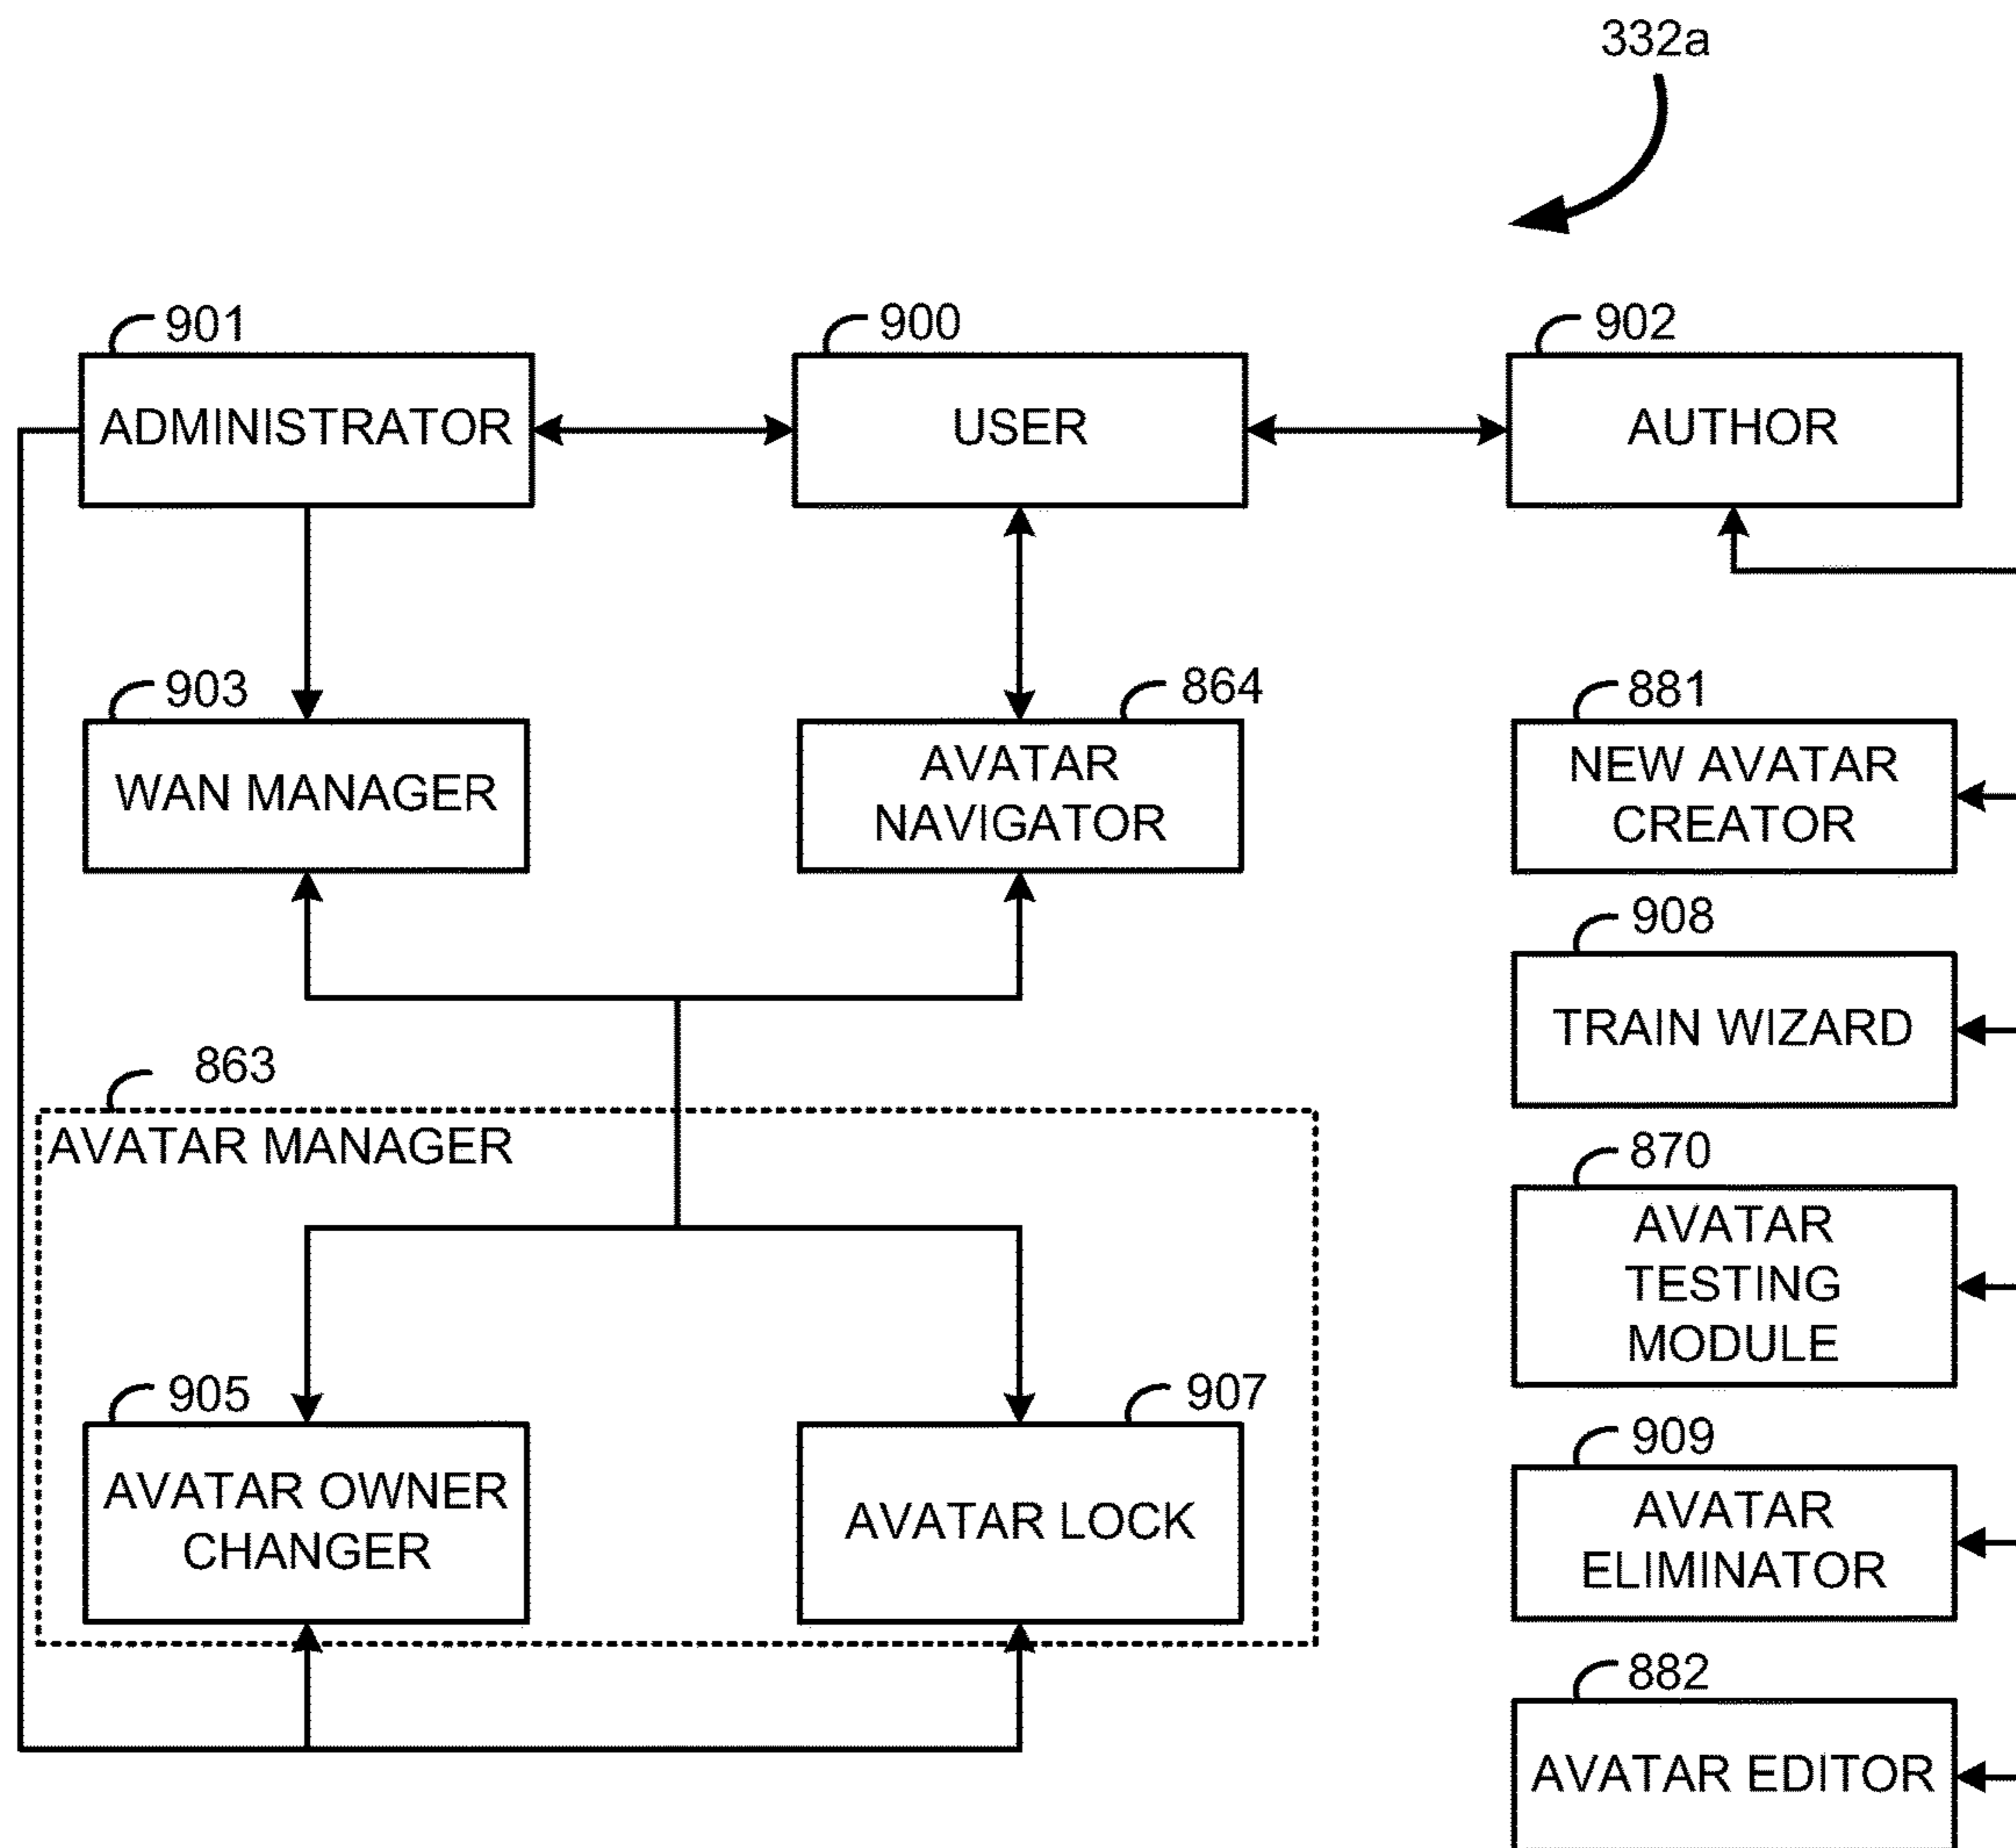 332a
901
900
902
ADMINISTRATOR
USER
AUTHOR
903
864
881
WAN MANAGER
AVATAR
NAVIGATOR
NEW AVATAR
CREATOR
908
TRAIN WIZARD
863
AVATAR MANAGER
870
AVATAR
TESTING
MODULE
905
907
909
AVATAR OWNER
CHANGER
AVATAR LOCK
AVATAR
ELIMINATOR
882
AVATAR EDITOR